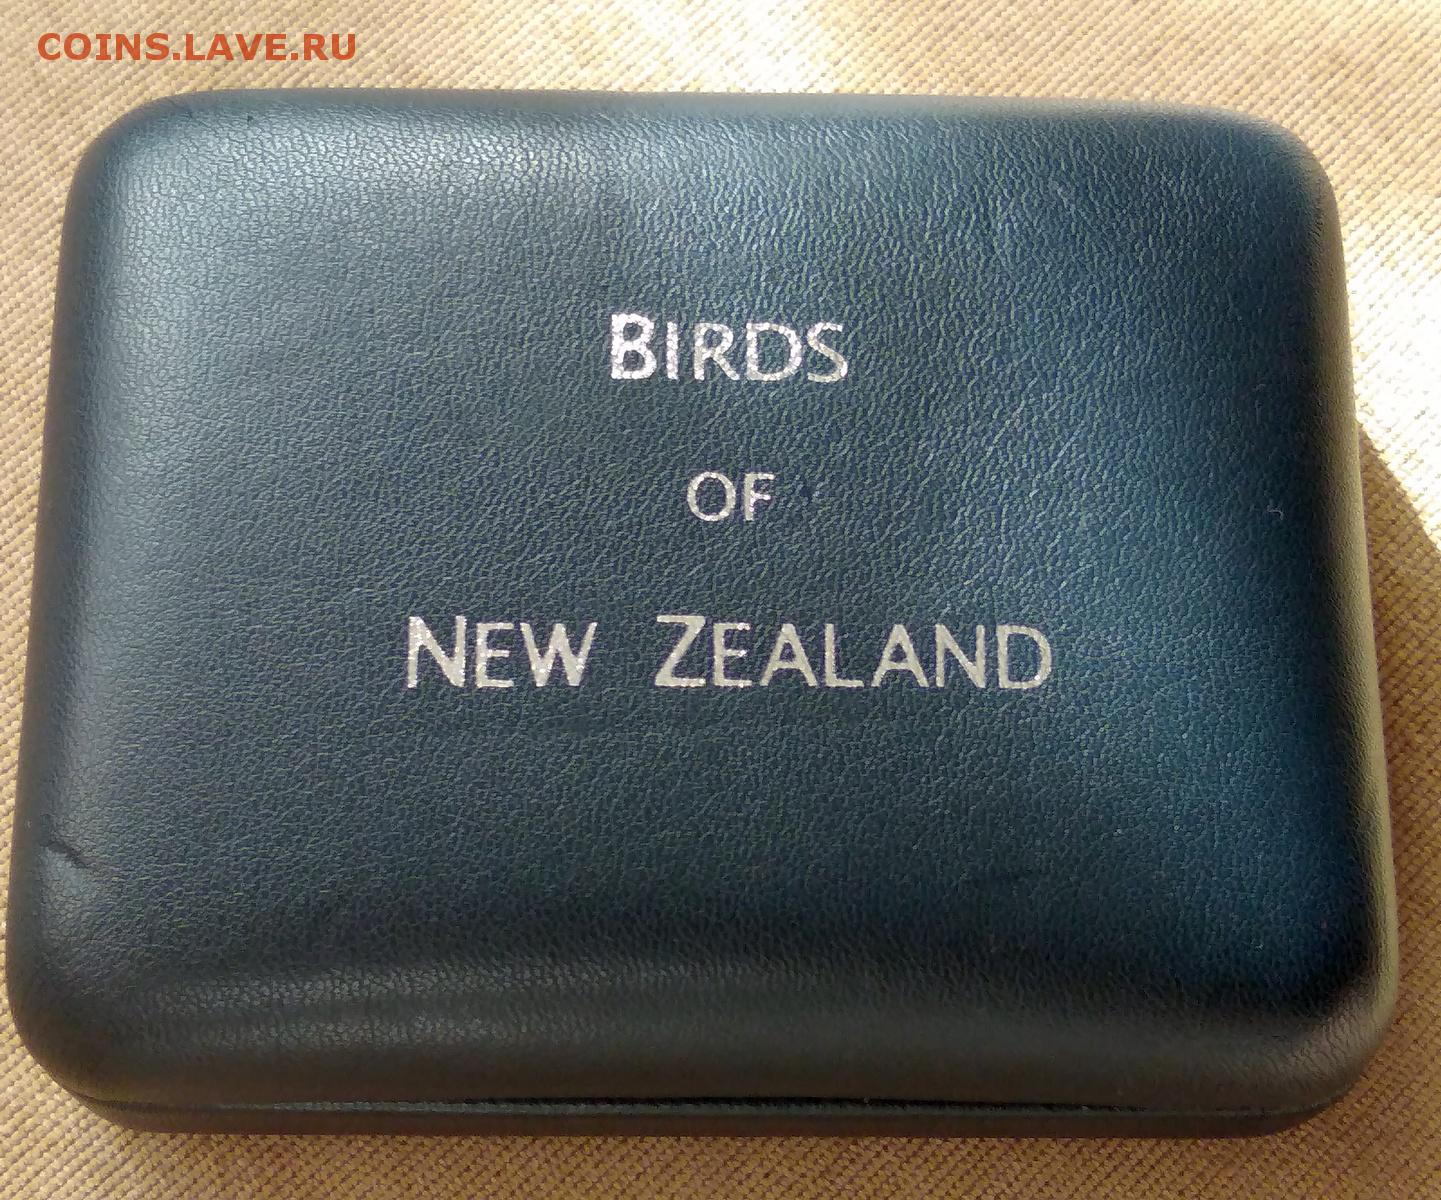 COINS.LAVE.RU
BIRDS
OF
NEW ZEALAND